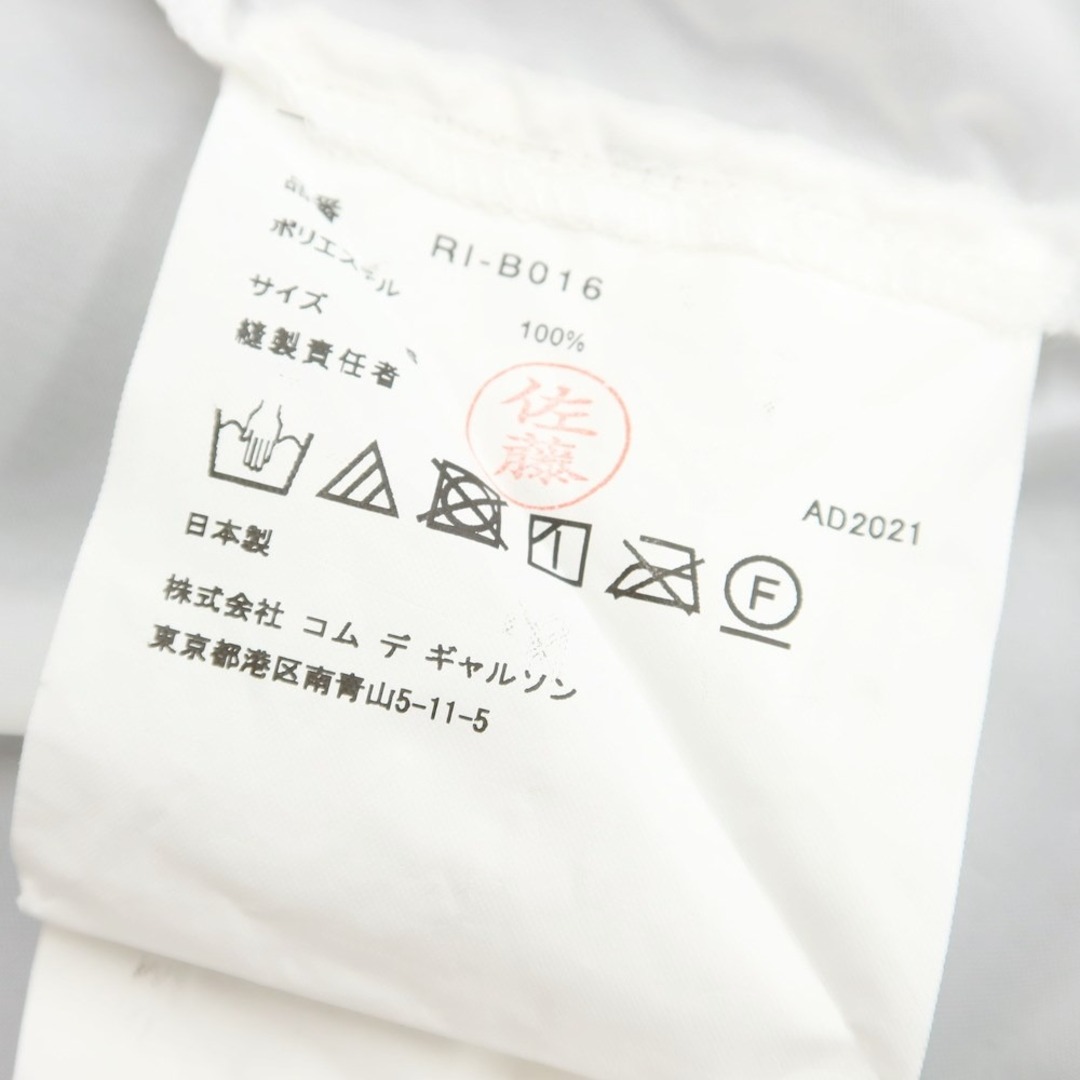 品番 RI-B016
ポリエステル 100%
サイズ
縫製責任者 佐藤
AD2021
F
日本製
株式会社 コム デ ギャルソン
東京都港区南青山5-11-5